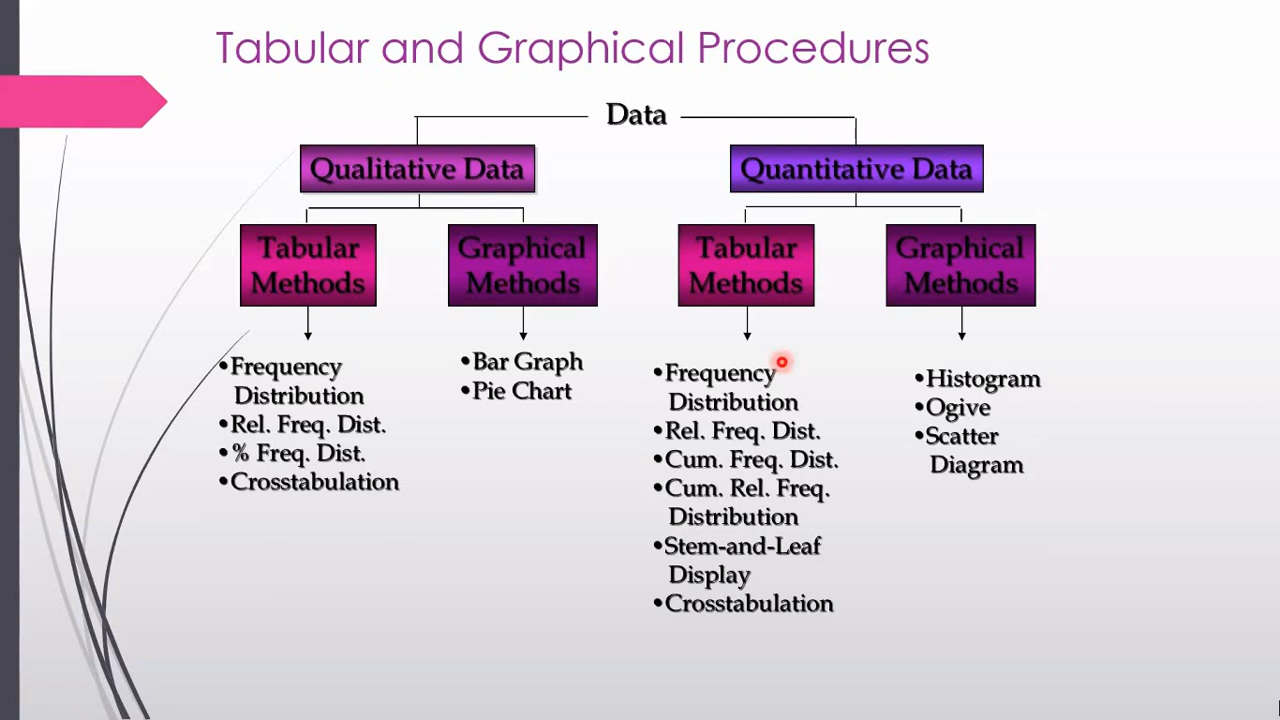 Tabular and Graphical Procedures
Data
Qualitative Data
Quantitative Data
Tabular
Methods
Graphical
Methods
Tabular
Methods
Graphical
Methods
•Frequency
Distribution
•Rel. Freq. Dist.
•% Freq. Dist.
•Crosstabulation
•Bar Graph
•Pie Chart
•Frequency
Distribution
•Rel. Freq. Dist.
•Cum. Freq. Dist.
•Cum. Rel. Freq.
Distribution
•Stem-and-Leaf
Display
•Crosstabulation
•Histogram
•Ogive
•Scatter
Diagram